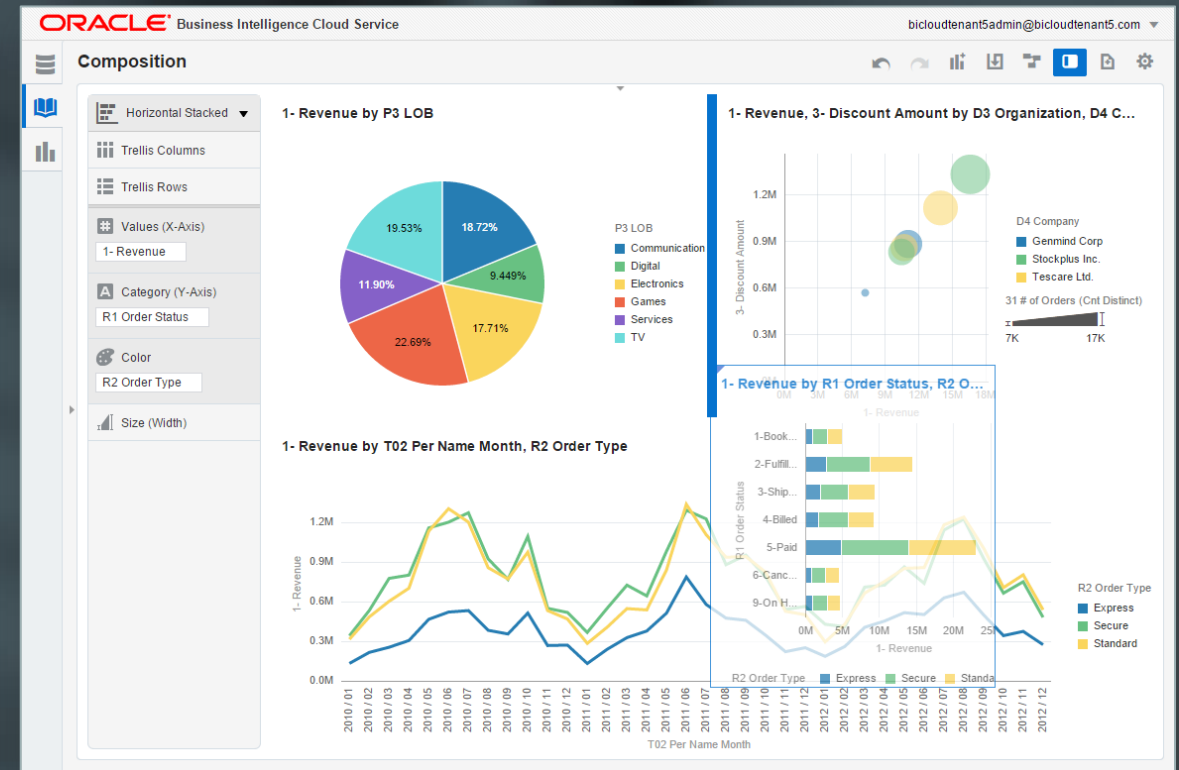 ORACLE Business Intelligence Cloud Service
bicloudtenant5admin@bicloudtenant5.com
Composition
Horizontal Stacked
Trellis Columns
Trellis Rows
Values (X-Axis)
1- Revenue
Category (Y-Axis)
R1 Order Status
Color
R2 Order Type
Size (Width)
1- Revenue by P3 LOB
19.53%
18.72%
9.449%
17.71%
22.69%
11.90%
P3 LOB
Communication
Digital
Electronics
Games
Services
TV
1- Revenue, 3- Discount Amount by D3 Organization, D4 C...
3- Discount Amount
1.2M
0.9M
0.6M
0.3M
0M
0M 3M 6M 9M 12M 15M 18M
1- Revenue
D4 Company
Genmind Corp
Stockplus Inc.
Tescare Ltd.
31 # of Orders (Cnt Distinct)
7K 17K
1- Revenue by R1 Order Status, R2 O...
R1 Order Status
1-Book...
2-Fulfill...
3-Ship...
4-Billed
5-Paid
6-Canc...
9-On H...
0M 5M 10M 15M 20M 25
1- Revenue
R2 Order Type Express Secure Standa
1- Revenue by T02 Per Name Month, R2 Order Type
1- Revenue
1.2M
0.9M
0.6M
0.3M
0.0M
2010 / 01
2010 / 02
2010 / 03
2010 / 04
2010 / 05
2010 / 06
2010 / 07
2010 / 08
2010 / 09
2010 / 10
2010 / 11
2010 / 12
2011 / 01
2011 / 02
2011 / 03
2011 / 04
2011 / 05
2011 / 06
2011 / 07
2011 / 08
2011 / 09
2011 / 10
2011 / 11
2011 / 12
2012 / 01
2012 / 02
2012 / 03
2012 / 04
2012 / 05
2012 / 06
2012 / 07
2012 / 08
2012 / 09
2012 / 10
2012 / 11
2012 / 12
T02 Per Name Month
R2 Order Type
Express
Secure
Standard